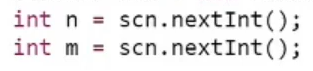 int n = scn.nextInt();
int m = scn.nextInt();